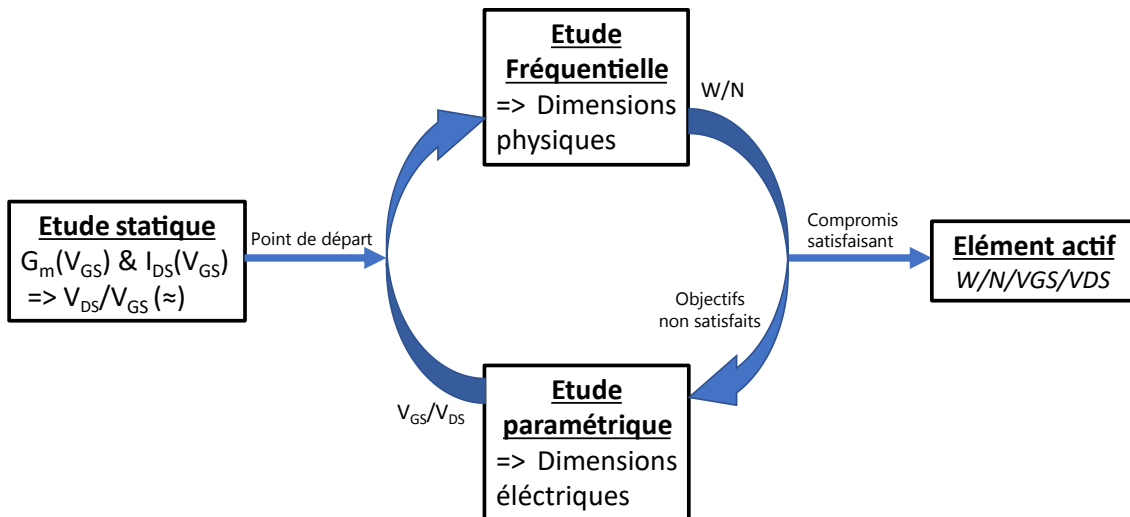 Etude statique
Gm(VGS) & IDS(VGS)
=> VDS/VGS (≈)
Point de départ
Etude
Fréquentielle
=> Dimensions
physiques
W/N
Compromis
satisfaisant
Elément actif
W/N/VGS/VDS
Objectifs
non satisfaits
Etude
paramétrique
=> Dimensions
éléctriques
VGS/VDS